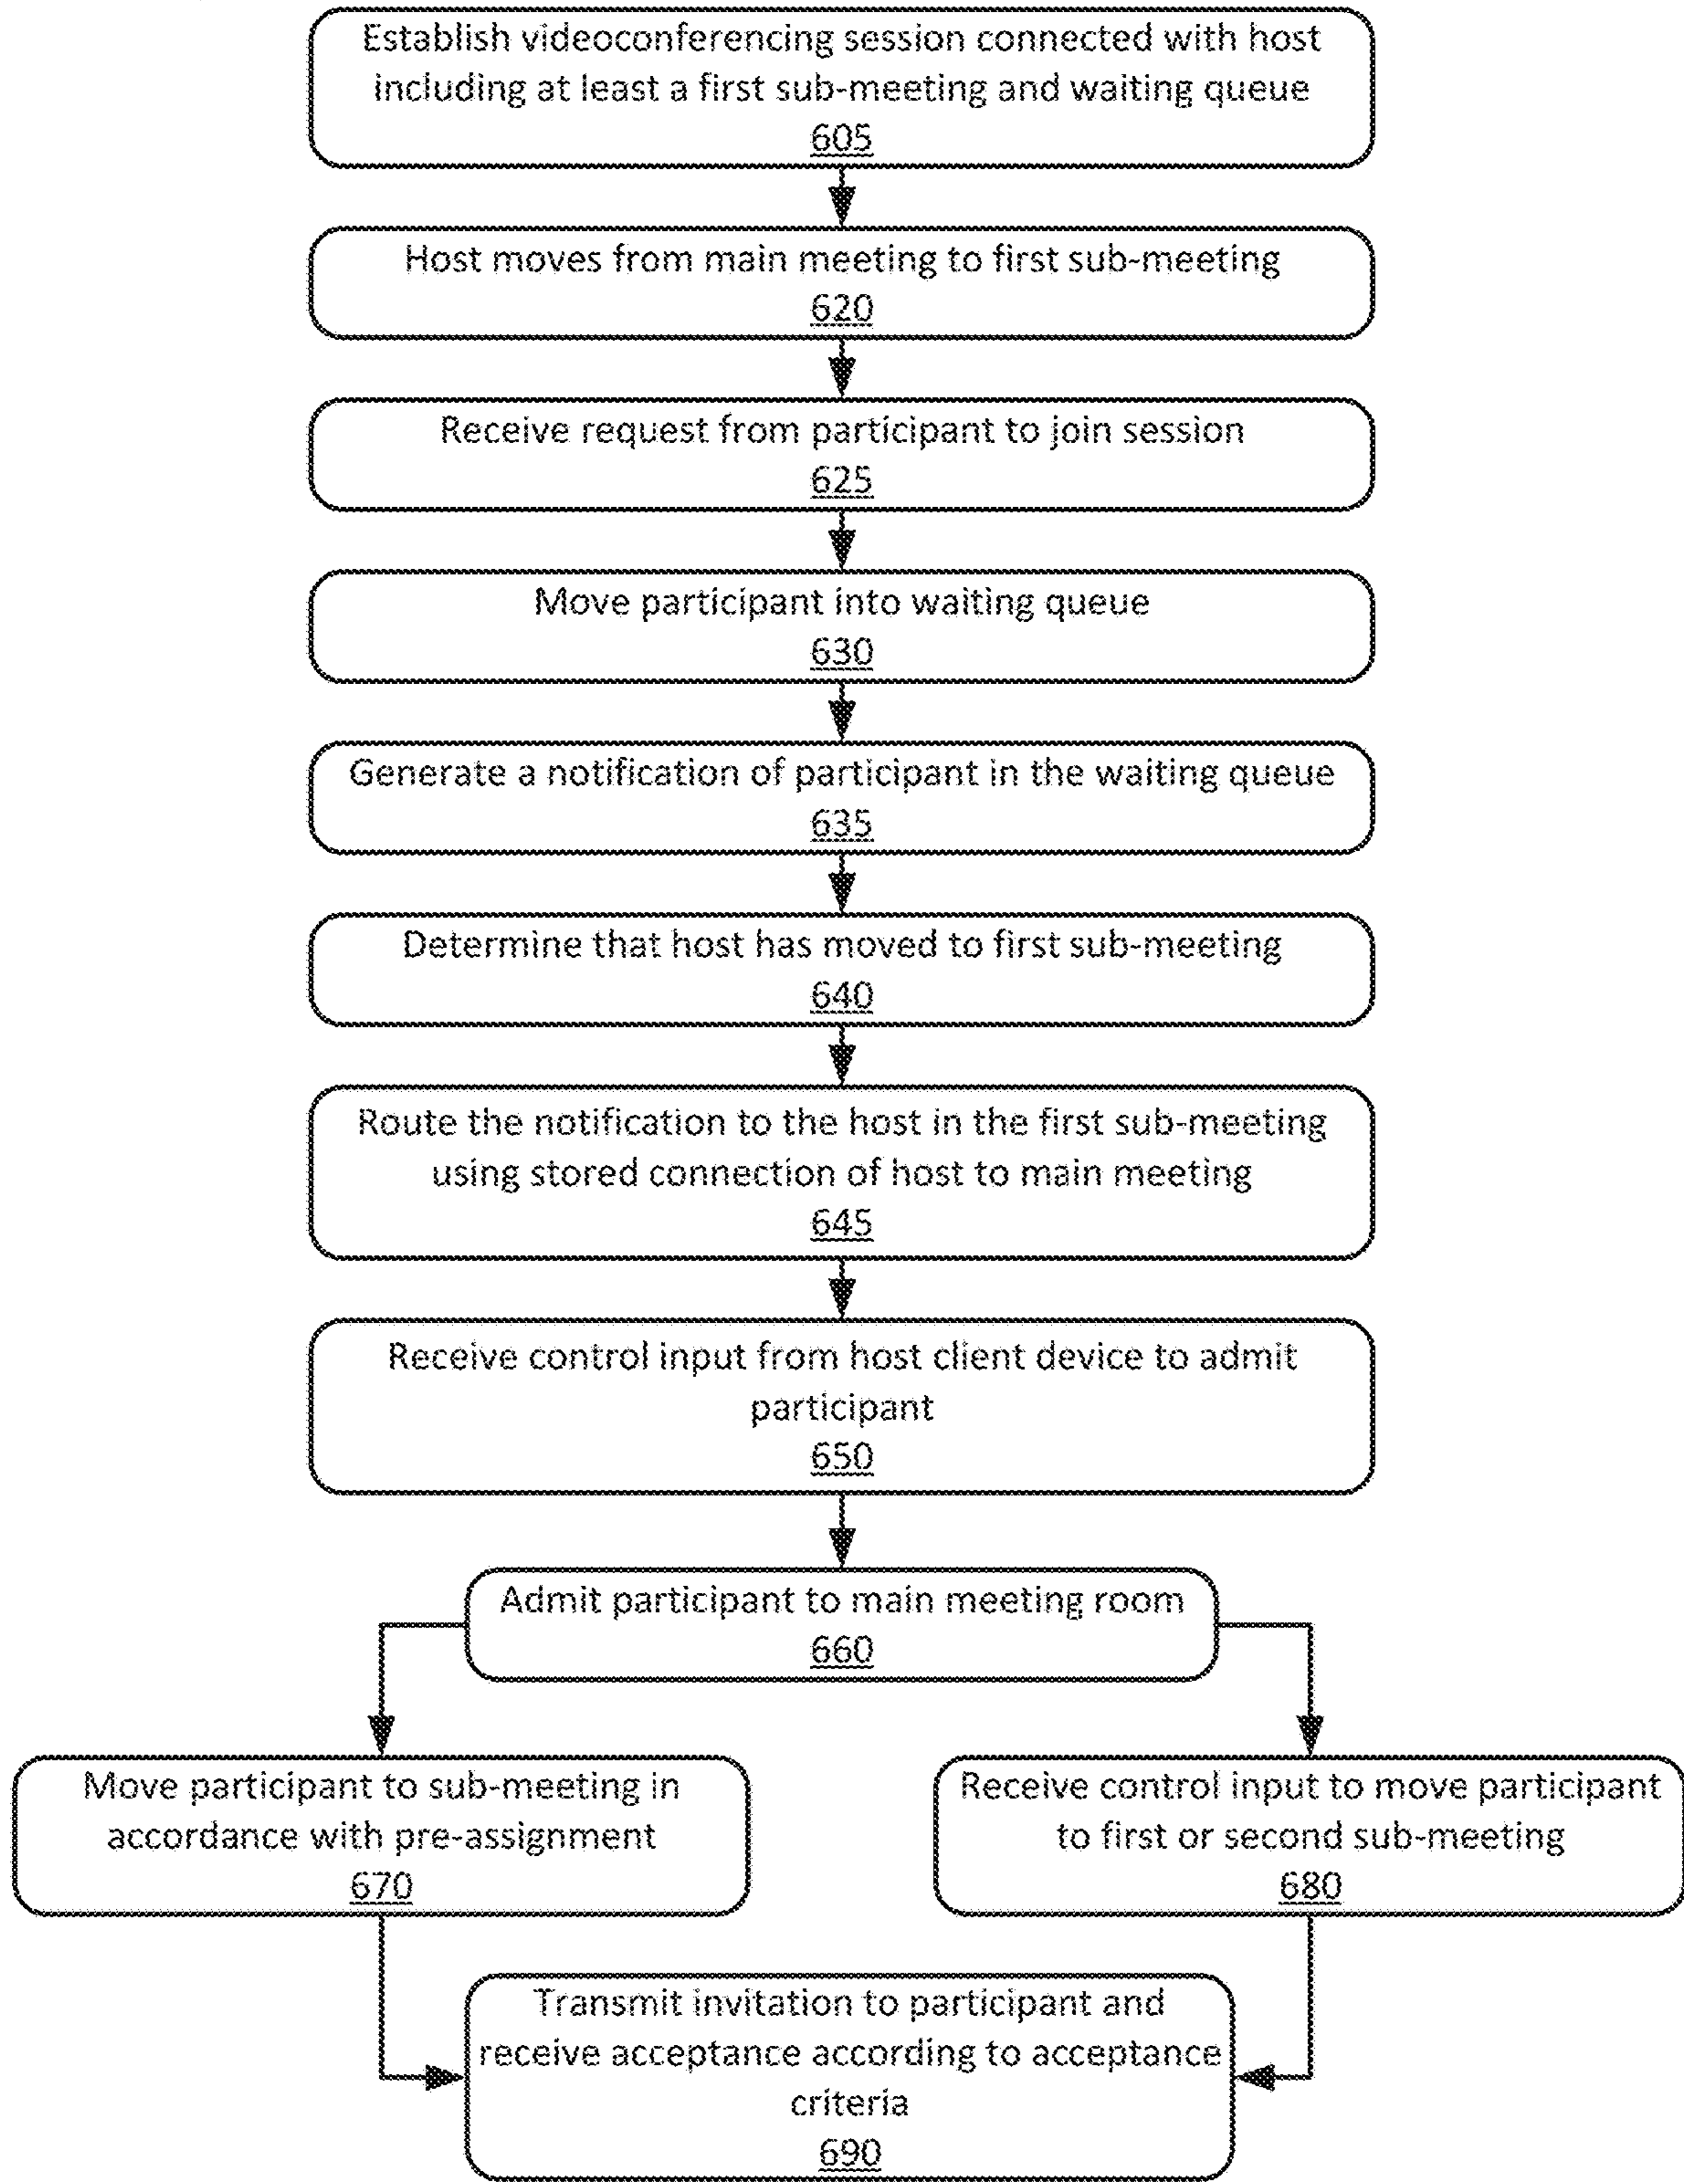 Establish videoconferencing session connected with host
including at least a first sub-meeting and waiting queue
605
Host moves from main meeting to first sub-meeting
620
Receive request from participant to join session
625
Move participant into waiting queue
630
Generate a notification of participant in the waiting queue
635
Determine that host has moved to first sub-meeting
640
Route the notification to the host in the first sub-meeting
using stored connection of host to main meeting
645
Receive control input from host client device to admit
participant
650
Admit participant to main meeting room
660
Move participant to sub-meeting in
accordance with pre-assignment
670
Receive control input to move participant
to first or second sub-meeting
680
Transmit invitation to participant and
receive acceptance according to acceptance
criteria
690